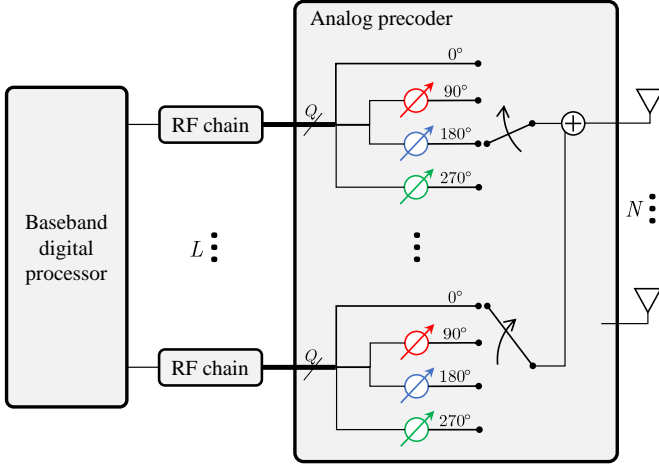 Analog precoder
0°
90°
Q
RF chain
180°
270°
Baseband
digital
processor
L
N
0°
90°
Q
RF chain
180°
270°